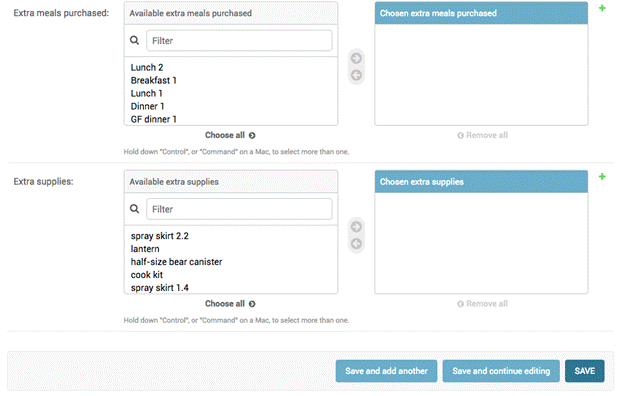 Extra meals purchased:
Available extra meals purchased
Filter
Lunch 2
Breakfast 1
Lunch 1
Dinner 1
GF dinner 1
Choose all
Hold down "Control", or "Command" on a Mac, to select more than one.
Chosen extra meals purchased
Remove all
Extra supplies:
Available extra supplies
Filter
spray skirt 2.2
lantern
half-size bear canister
cook kit
spray skirt 1.4
Choose all
Hold down "Control", or "Command" on a Mac, to select more than one.
Chosen extra supplies
Remove all
Save and add another
Save and continue editing
SAVE